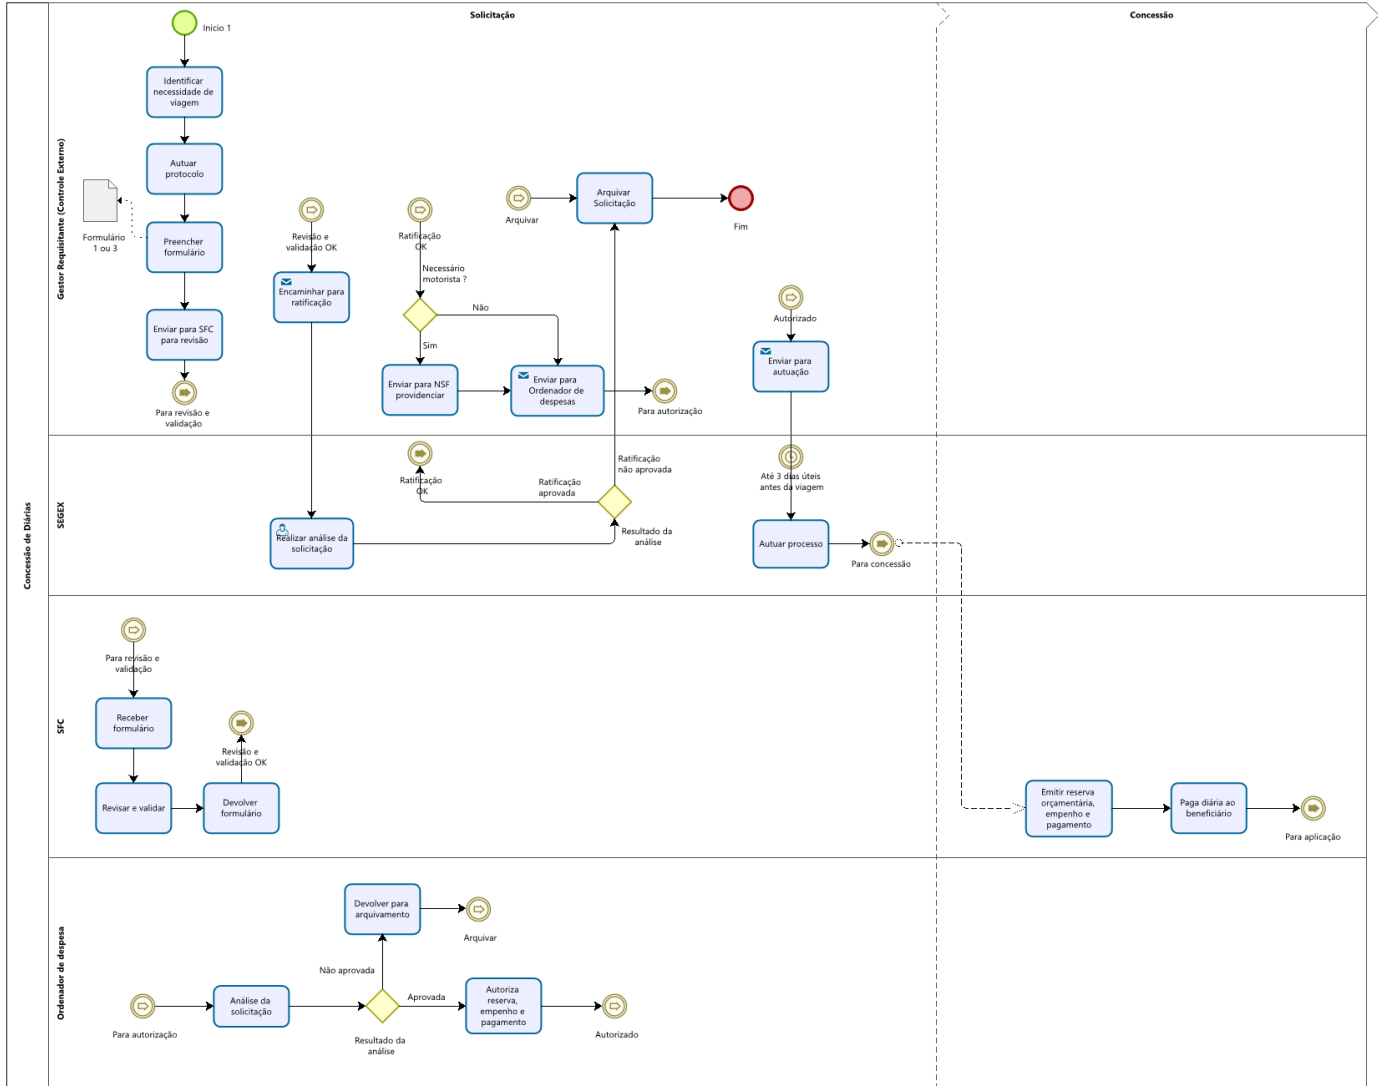 Solicitação
Concessão
Concessão de Diárias
Gestor Requisitante (Controle Externo)
Inicio 1
Identificar
necessidade de
viagem
Autuar
protocolo
Formulário
1 ou 3
Preencher
formulário
Enviar para SFC
para revisão
Para revisão e
validação
Revisão e
validação OK
Encaminhar para
ratificação
Ratificação
OK
Necessário
motorista ?
Não
Sim
Enviar para NSF
providenciar
Enviar para
Ordenador de
despesas
Para autorização
Arquivar
Arquivar
Solicitação
Fim
Autorizado
Enviar para
autuação
SEGEX
Realizar análise da
solicitação
Ratificação
OK
Ratificação
aprovada
Ratificação
não aprovada
Resultado da
análise
Até 3 dias úteis
antes da viagem
Autuar processo
Para concessão
SFC
Para revisão e
validação
Receber
formulário
Revisar e validar
Devolver
formulário
Revisão e
validação OK
Emitir reserva
orçamentária,
empenho e
pagamento
Paga diária ao
beneficiário
Para aplicação
Ordenador de despesa
Para autorização
Análise da
solicitação
Resultado da
análise
Não aprovada
Devolver para
arquivamento
Arquivar
Aprovada
Autoriza
reserva,
empenho e
pagamento
Autorizado